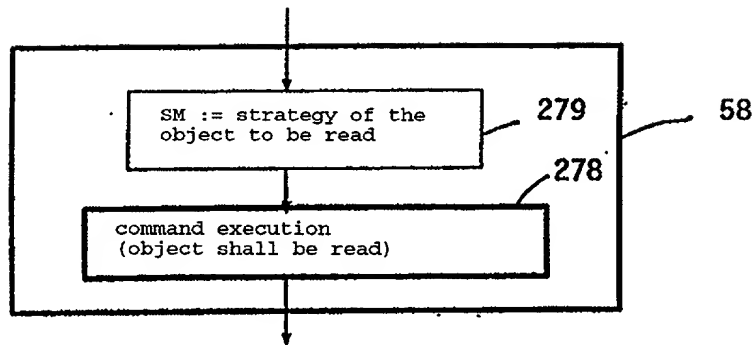 SM := strategy of the
object to be read
279
58
278
command execution
(object shall be read)